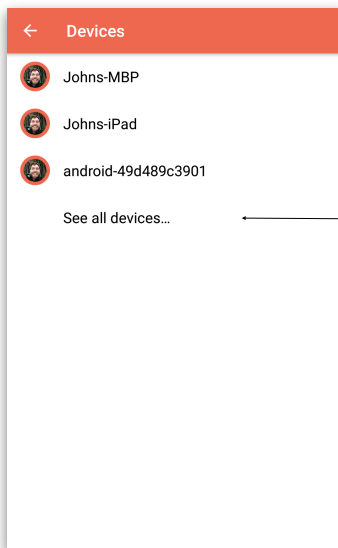 Devices
Johns-MBP
Johns-iPad
android-49d489c3901
See all devices…